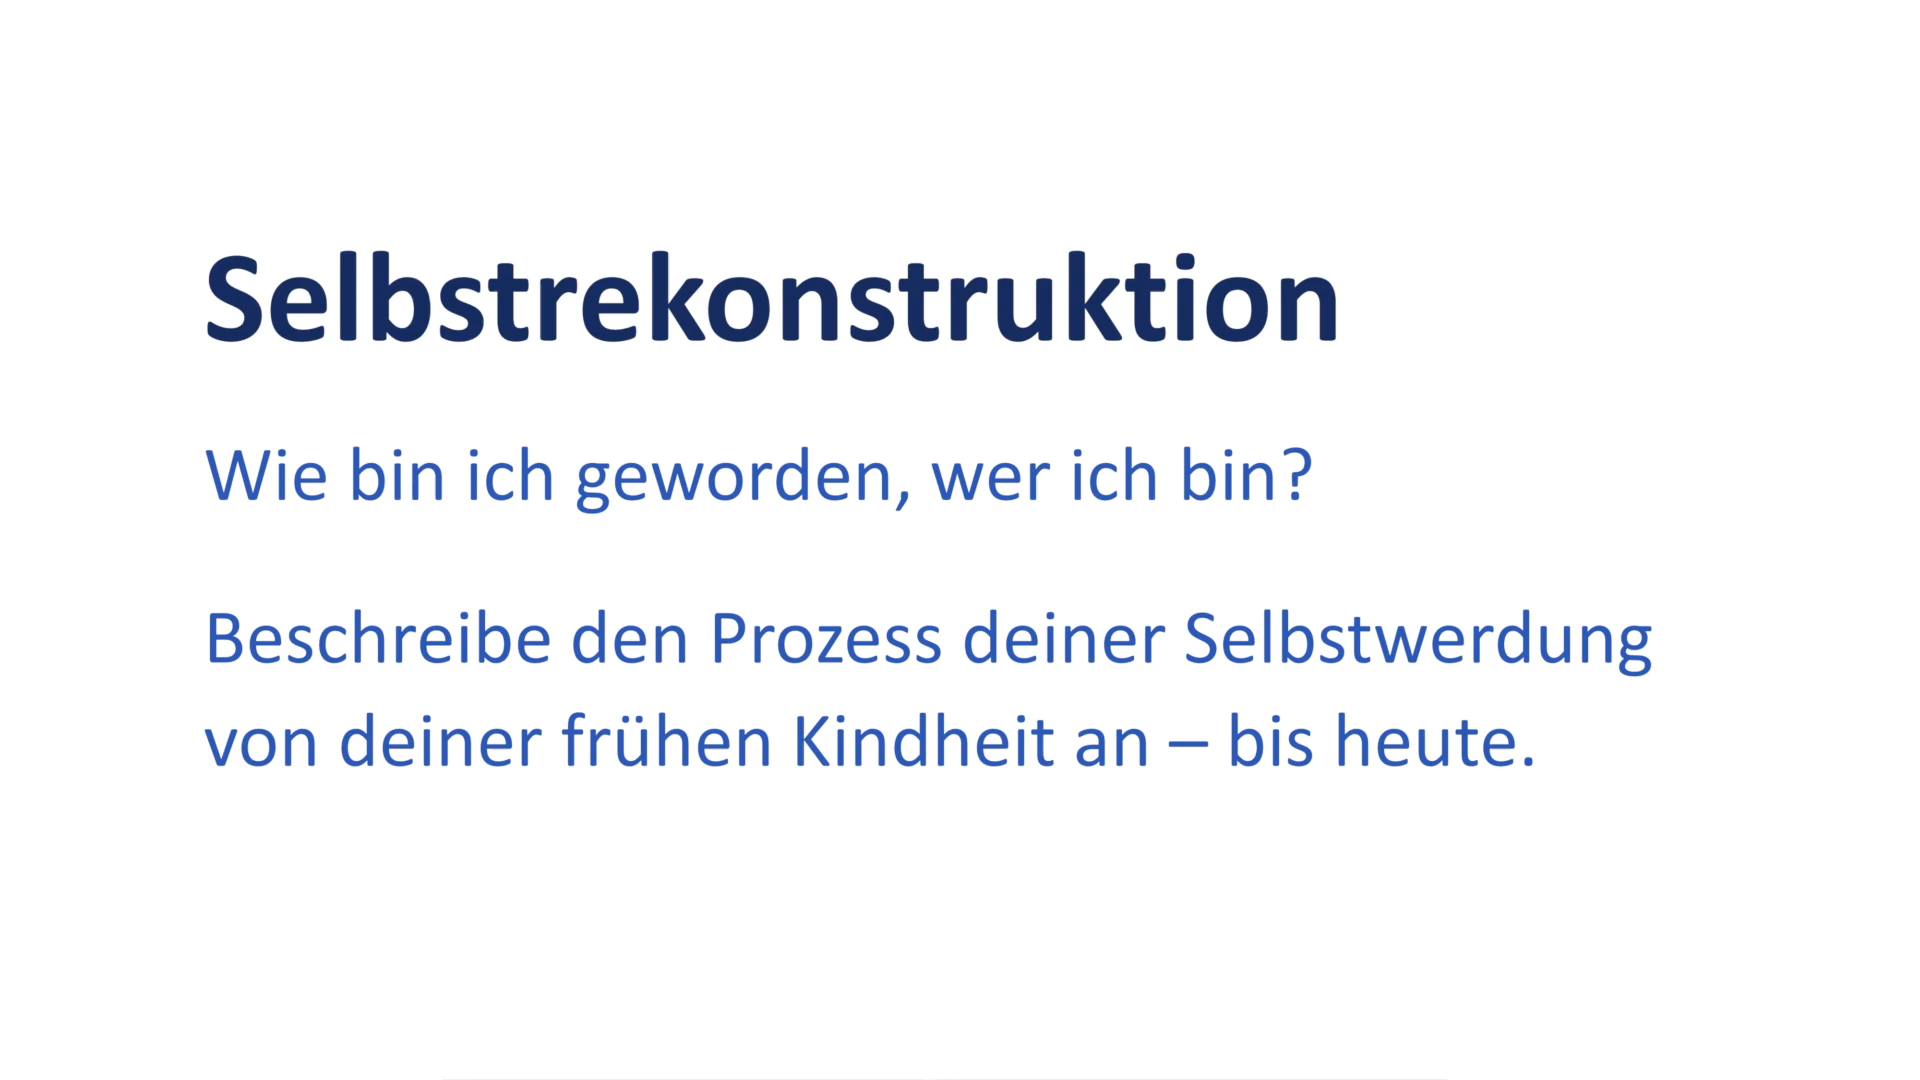 Selbstrekonstruktion
Wie bin ich geworden, wer ich bin?
Beschreibe den Prozess deiner Selbstwerdung
von deiner frühen Kindheit an – bis heute.